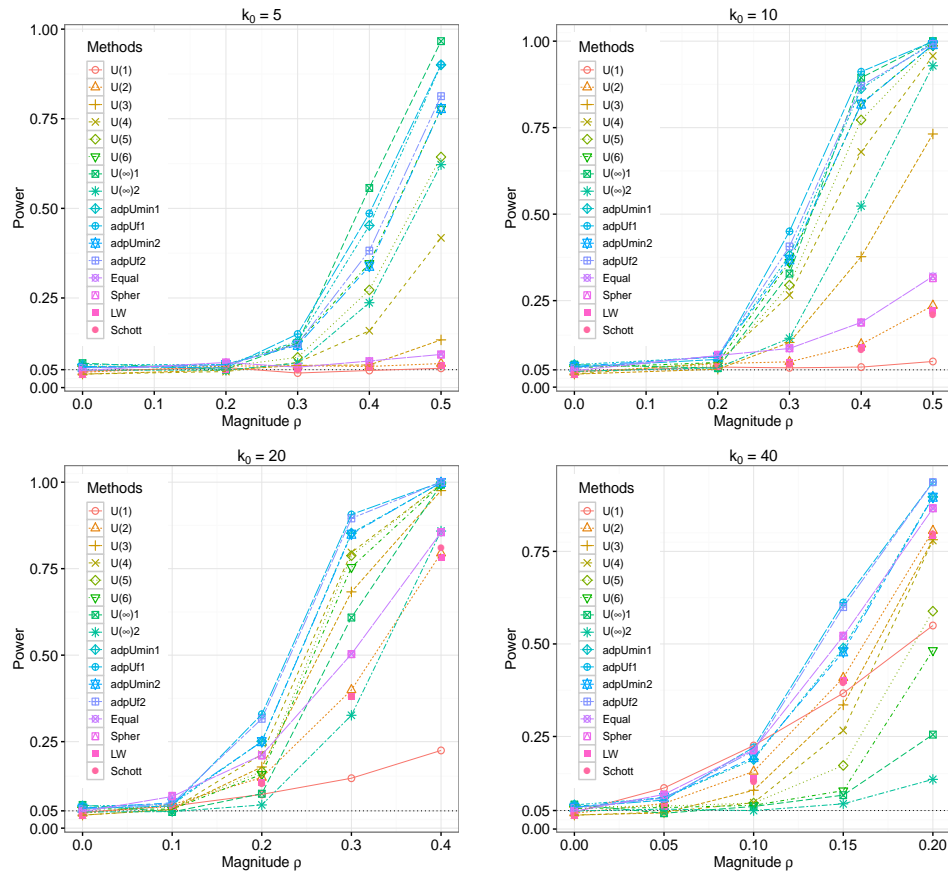 k₀ = 5
1.00
0.75
0.50
0.25
0.05
0.00
Power
Methods
U(1)
U(2)
U(3)
U(4)
U(5)
U(6)
U(∞)1
U(∞)2
adpUmin1
adpUf1
adpUmin2
adpUf2
Equal
Spher
LW
Schott
0.0 0.1 0.2 0.3 0.4 0.5
Magnitude ρ
k₀ = 10
1.00
0.75
0.50
0.25
0.05
0.00
Power
Methods
U(1)
U(2)
U(3)
U(4)
U(5)
U(6)
U(∞)1
U(∞)2
adpUmin1
adpUf1
adpUmin2
adpUf2
Equal
Spher
LW
Schott
0.0 0.1 0.2 0.3 0.4 0.5
Magnitude ρ
k₀ = 20
1.00
0.75
0.50
0.25
0.05
0.00
Power
Methods
U(1)
U(2)
U(3)
U(4)
U(5)
U(6)
U(∞)1
U(∞)2
adpUmin1
adpUf1
adpUmin2
adpUf2
Equal
Spher
LW
Schott
0.0 0.1 0.2 0.3 0.4
Magnitude ρ
k₀ = 40
0.75
0.50
0.25
0.05
0.00
Power
Methods
U(1)
U(2)
U(3)
U(4)
U(5)
U(6)
U(∞)1
U(∞)2
adpUmin1
adpUf1
adpUmin2
adpUf2
Equal
Spher
LW
Schott
0.00 0.05 0.10 0.15 0.20
Magnitude ρ